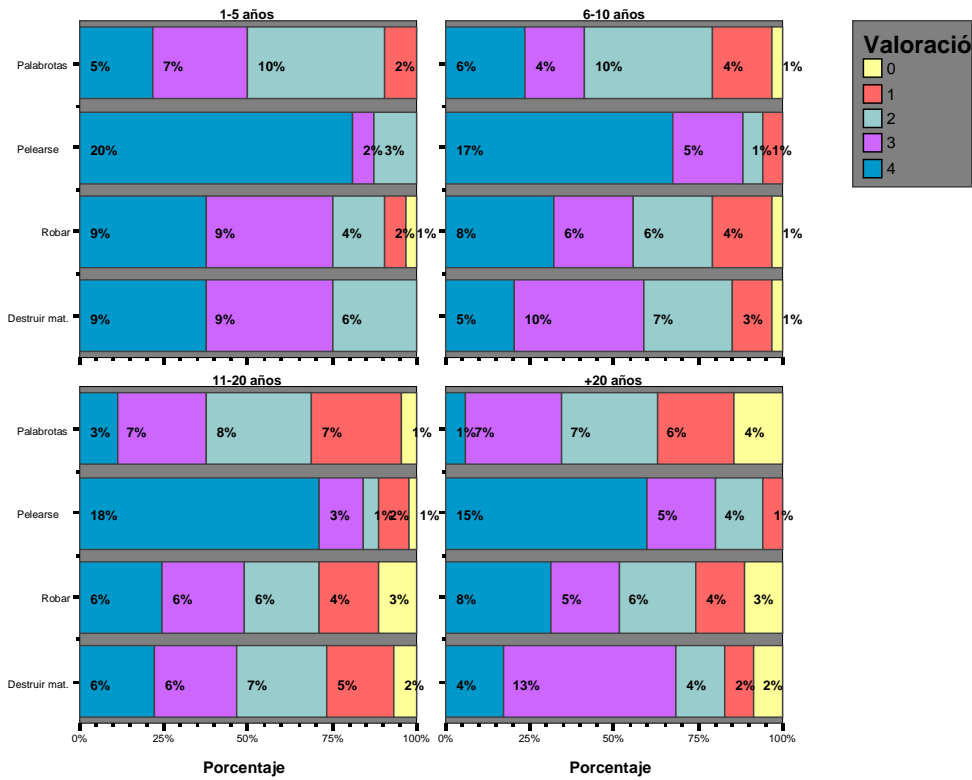 1-5 años
6-10 años
Valoració
0
1
2
3
4
Palabrotas
5% 7% 10% 2%
6% 4% 10% 4% 1%
Pelearse
20% 2% 3%
17% 5% 1% 1%
Robar
9% 9% 4% 2% 1%
8% 6% 6% 4% 1%
Destruir mat.
9% 9% 6%
5% 10% 7% 3% 1%
11-20 años
+20 años
Palabrotas
3% 7% 8% 7% 1%
1% 7% 7% 6% 4%
Pelearse
18% 3% 1% 2% 1%
15% 5% 4% 1%
Robar
6% 6% 6% 4% 3%
8% 5% 6% 4% 3%
Destruir mat.
6% 6% 7% 5% 2%
4% 13% 4% 2% 2%
0% 25% 50% 75% 100%
0% 25% 50% 75% 100%
Porcentaje
Porcentaje